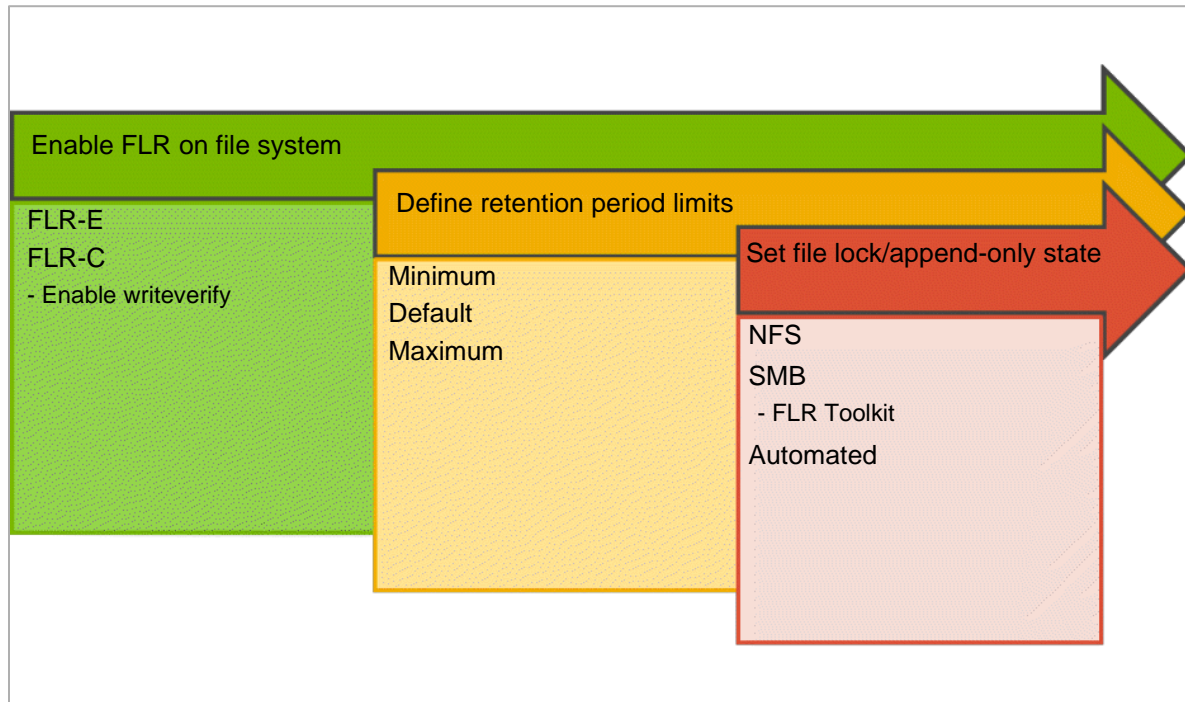 Enable FLR on file system
FLR-E
FLR-C
- Enable writeverify
Define retention period limits
Minimum
Default
Maximum
Set file lock/append-only state
NFS
SMB
- FLR Toolkit
Automated